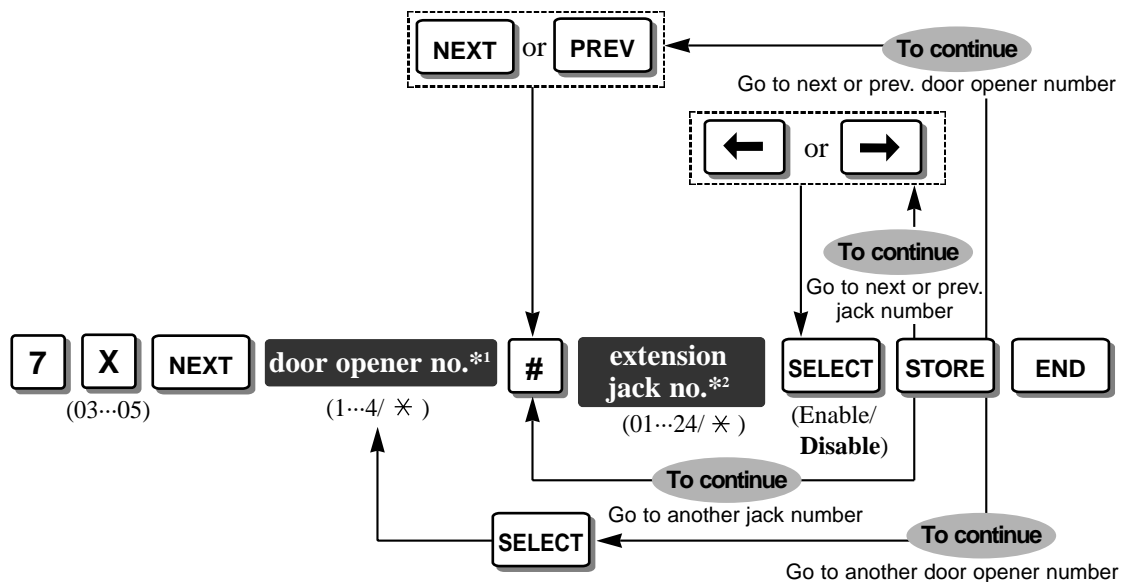 NEXT or PREV
To continue
Go to next or prev. door opener number
← or →
To continue
Go to next or prev.
jack number
7 X NEXT door opener no.*1 # extension
jack no.*2 SELECT STORE END
(03···05) (1···4/ ✳ ) (01···24/ ✳ ) (Enable/
Disable)
To continue
Go to another jack number
SELECT
To continue
Go to another door opener number